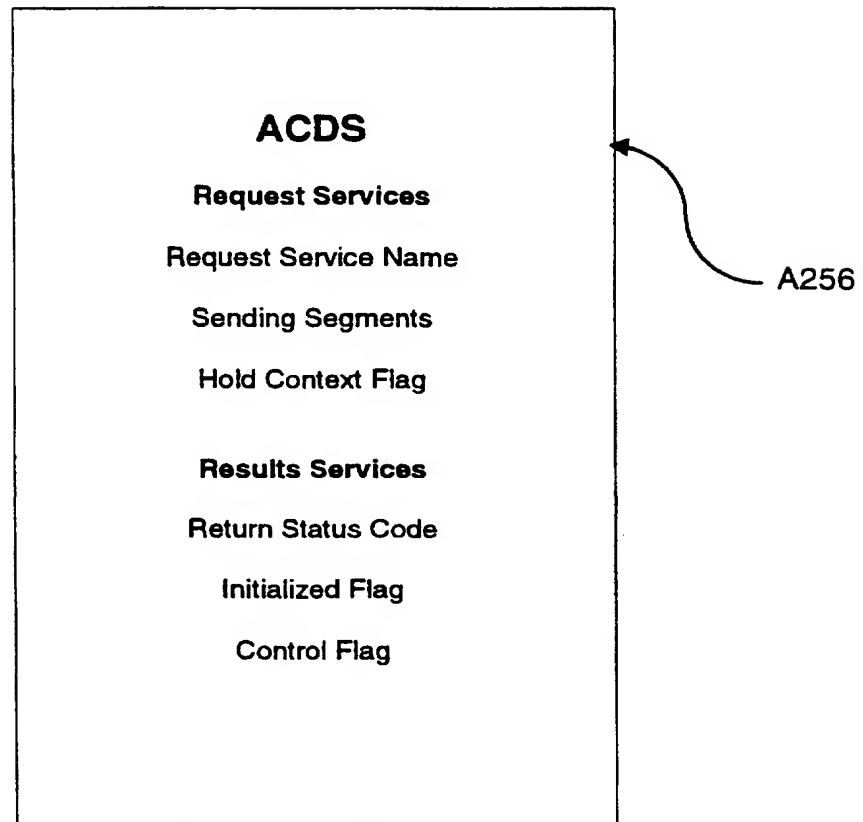 ACDS
Request Services
Request Service Name
Sending Segments
Hold Context Flag
Results Services
Return Status Code
Initialized Flag
Control Flag
A256